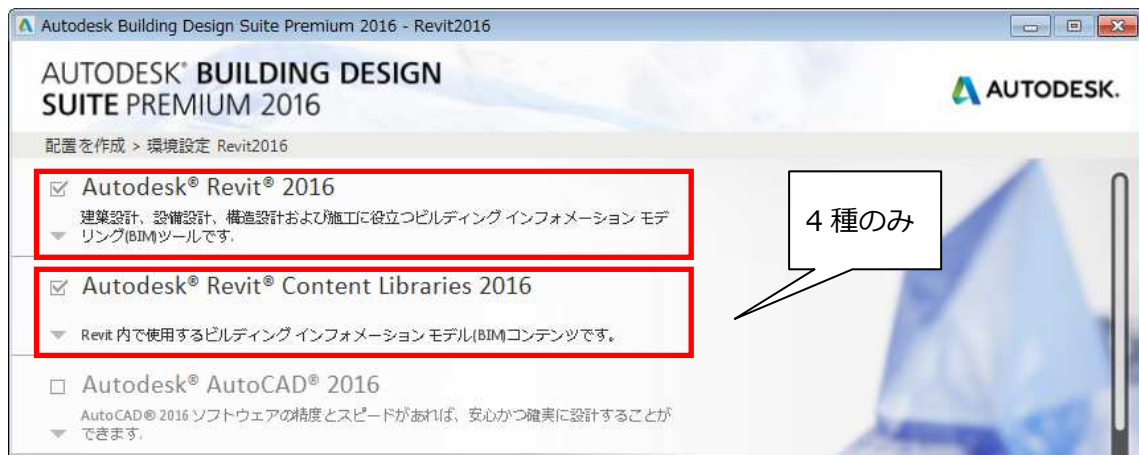 Autodesk Building Design Suite Premium 2016 - Revit2016
AUTODESK® BUILDING DESIGN
SUITE PREMIUM 2016
AUTODESK.
配置を作成 > 環境設定 Revit2016
Autodesk® Revit® 2016
建築設計、設備設計、構造設計および施工に役立つビルディング インフォメーション モデ
リング(BIM)ツールです.
4種のみ
Autodesk® Revit® Content Libraries 2016
Revit 内で使用するビルディング インフォメーション モデル(BIM)コンテンツです。
Autodesk® AutoCAD® 2016
AutoCAD® 2016 ソフトウェアの精度とスピードがあれば、安心かつ確実に設計することが
できます.